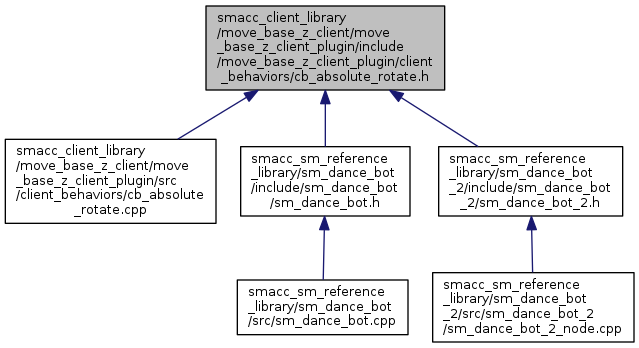 smacc_client_library
/move_base_z_client/move
_base_z_client_plugin/include
/move_base_z_client_plugin/client
_behaviors/cb_absolute_rotate.h
smacc_client_library
/move_base_z_client/move
_base_z_client_plugin/src
/client_behaviors/cb_absolute
_rotate.cpp
smacc_sm_reference
_library/sm_dance_bot
/include/sm_dance_bot
/sm_dance_bot.h
smacc_sm_reference
_library/sm_dance_bot
_2/include/sm_dance_bot
_2/sm_dance_bot_2.h
smacc_sm_reference
_library/sm_dance_bot
/src/sm_dance_bot.cpp
smacc_sm_reference
_library/sm_dance_bot
_2/src/sm_dance_bot_2
/sm_dance_bot_2_node.cpp